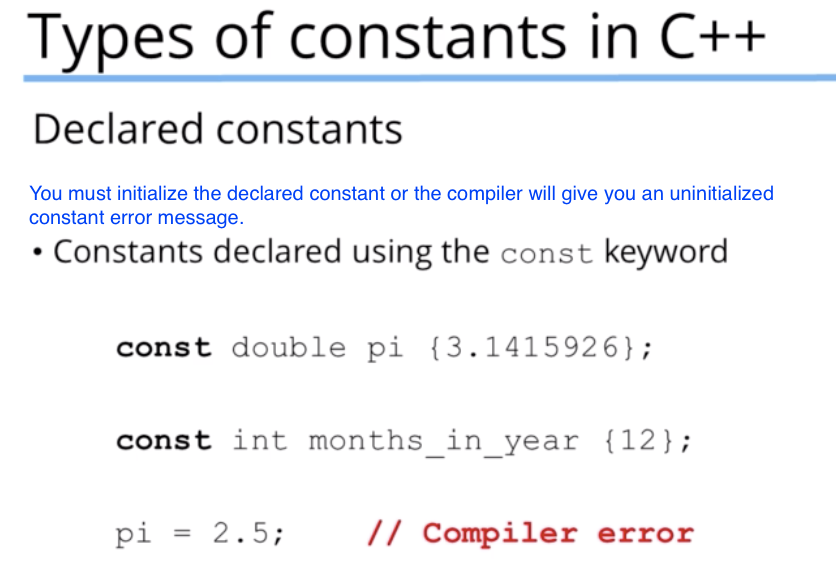 Types of constants in C++
Declared constants
You must initialize the declared constant or the compiler will give you an uninitialized
constant error message.
• Constants declared using the const keyword
const double pi {3.1415926};
const int months_in_year {12};
pi = 2.5; // Compiler error